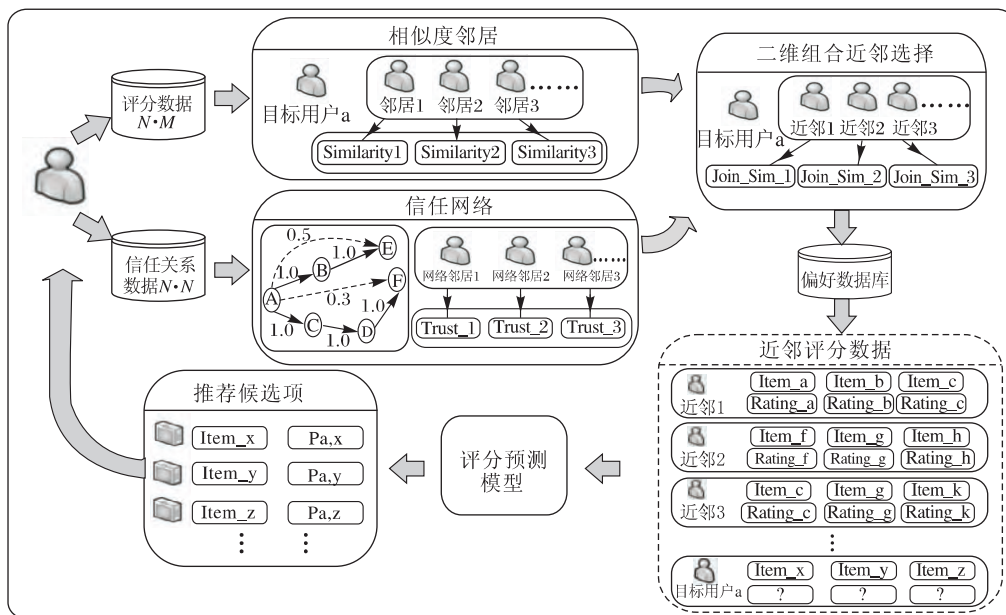 相似度邻居
目标用户a
邻居1 邻居2 邻居3 ……
Similarity1 Similarity2 Similarity3
评分数据
N·M
信任关系
数据N·N
信任网络
0.5
E
1.0
B
1.0
F
A
0.3
1.0
1.0
C
1.0
D
……
网络邻居1 网络邻居2 网络邻居3
Trust_1 Trust_2 Trust_3
二维组合近邻选择
目标用户a
近邻1 近邻2 近邻3 ……
Join_Sim_1 Join_Sim_2 Join_Sim_3
偏好数据库
近邻评分数据
近邻1
Item_a Item_b Item_c
Rating_a Rating_b Rating_c
近邻2
Item_f Item_g Item_h
Rating_f Rating_g Rating_h
近邻3
Item_c Item_g Item_k
Rating_c Rating_g Rating_k
⋮
目标用户a
Item_x Item_y Item_z
? ? ?
评分预测
模型
推荐候选项
Item_x Pa,x
Item_y Pa,y
Item_z Pa,z
⋮ ⋮